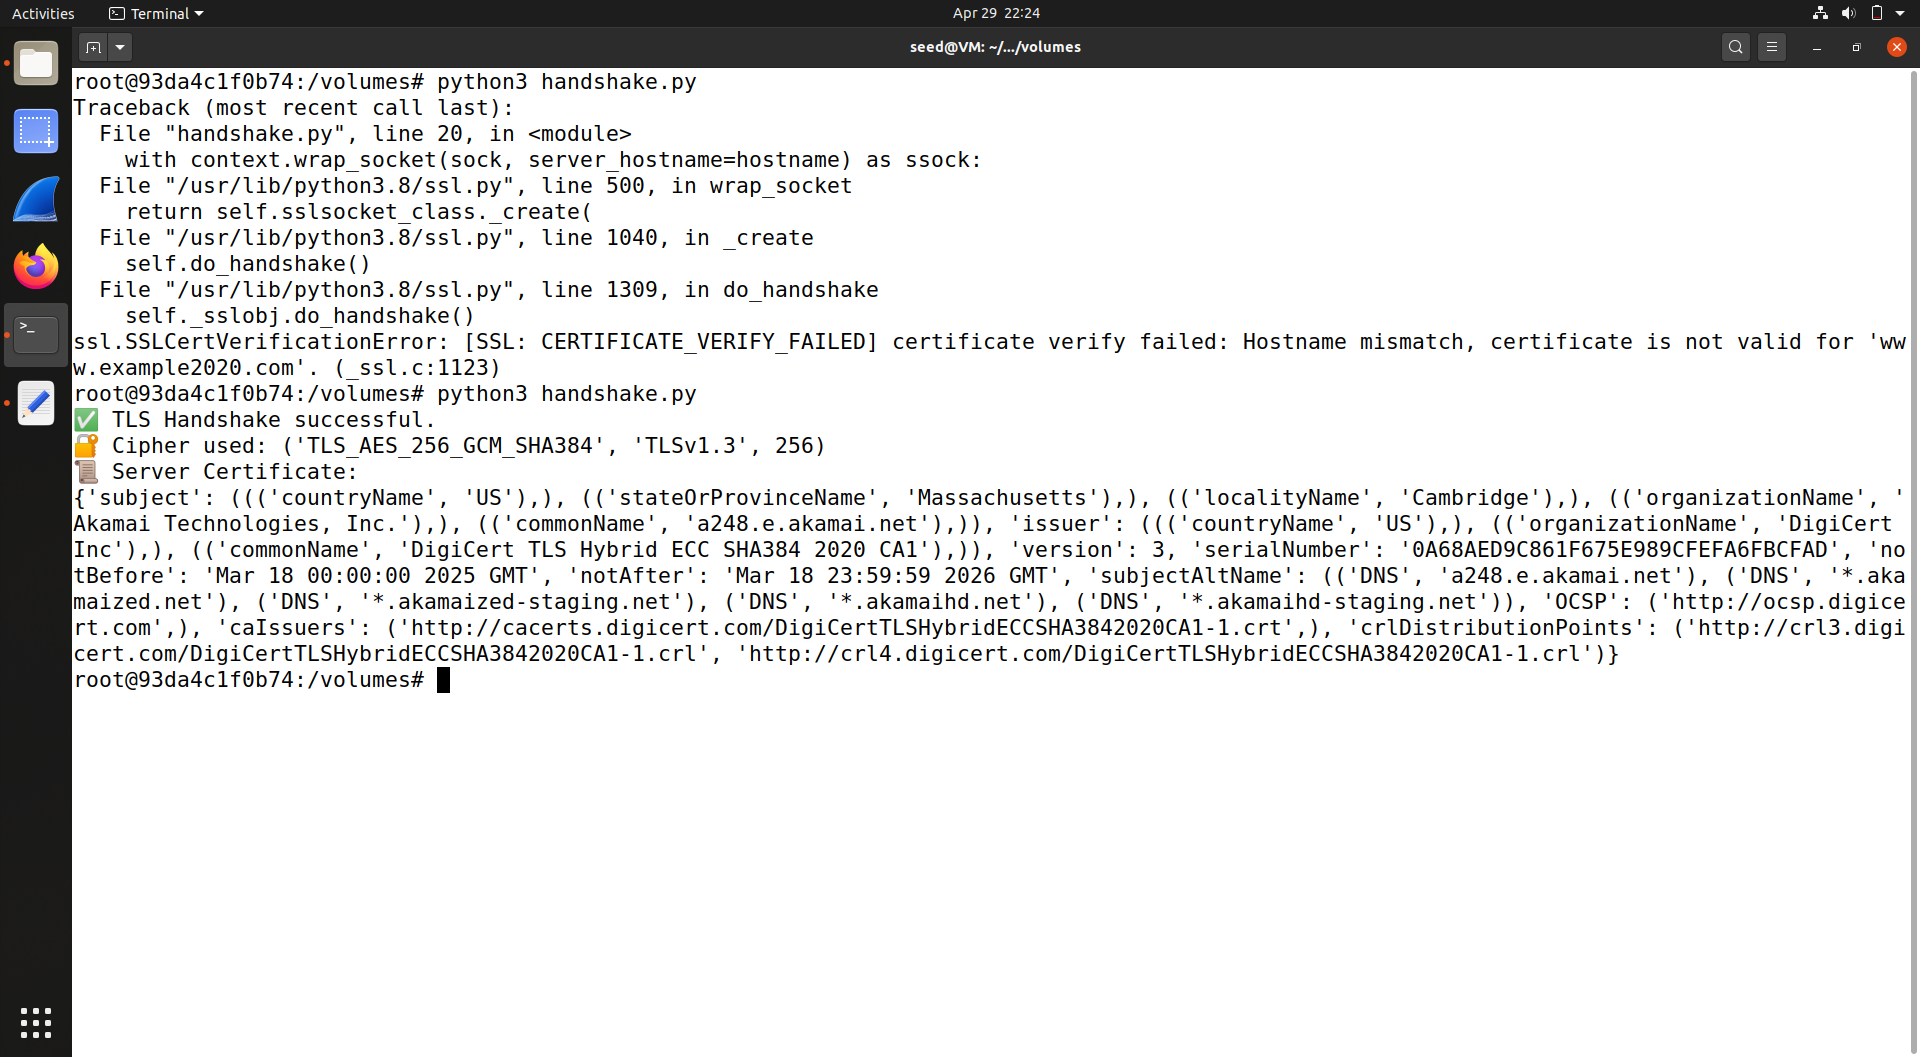 Activities
Terminal
Apr 29 22:24
seed@VM: ~/.../volumes
root@93da4c1f0b74:/volumes# python3 handshake.py
Traceback (most recent call last):
  File "handshake.py", line 20, in <module>
    with context.wrap_socket(sock, server_hostname=hostname) as ssock:
  File "/usr/lib/python3.8/ssl.py", line 500, in wrap_socket
    return self.sslsocket_class._create(
  File "/usr/lib/python3.8/ssl.py", line 1040, in _create
    self.do_handshake()
  File "/usr/lib/python3.8/ssl.py", line 1309, in do_handshake
    self._sslobj.do_handshake()
ssl.SSLCertVerificationError: [SSL: CERTIFICATE_VERIFY_FAILED] certificate verify failed: Hostname mismatch, certificate is not valid for 'ww
w.example2020.com'. (_ssl.c:1123)
root@93da4c1f0b74:/volumes# python3 handshake.py
✅ TLS Handshake successful.
🔐 Cipher used: ('TLS_AES_256_GCM_SHA384', 'TLSv1.3', 256)
📜 Server Certificate:
{'subject': ((('countryName', 'US'),), (('stateOrProvinceName', 'Massachusetts'),), (('localityName', 'Cambridge'),), (('organizationName', '
Akamai Technologies, Inc.'),), (('commonName', 'a248.e.akamai.net'),)), 'issuer': ((('countryName', 'US'),), (('organizationName', 'DigiCert 
Inc'),), (('commonName', 'DigiCert TLS Hybrid ECC SHA384 2020 CA1'),)), 'version': 3, 'serialNumber': '0A68AED9C861F675E989CFEFA6FBCFAD', 'no
tBefore': 'Mar 18 00:00:00 2025 GMT', 'notAfter': 'Mar 18 23:59:59 2026 GMT', 'subjectAltName': (('DNS', 'a248.e.akamai.net'), ('DNS', '*.aka
maized.net'), ('DNS', '*.akamaized-staging.net'), ('DNS', '*.akamaihd.net'), ('DNS', '*.akamaihd-staging.net')), 'OCSP': ('http://ocsp.digice
rt.com',), 'caIssuers': ('http://cacerts.digicert.com/DigiCertTLSHybridECCSHA3842020CA1-1.crt',), 'crlDistributionPoints': ('http://crl3.digi
cert.com/DigiCertTLSHybridECCSHA3842020CA1-1.crl', 'http://crl4.digicert.com/DigiCertTLSHybridECCSHA3842020CA1-1.crl')}
root@93da4c1f0b74:/volumes#